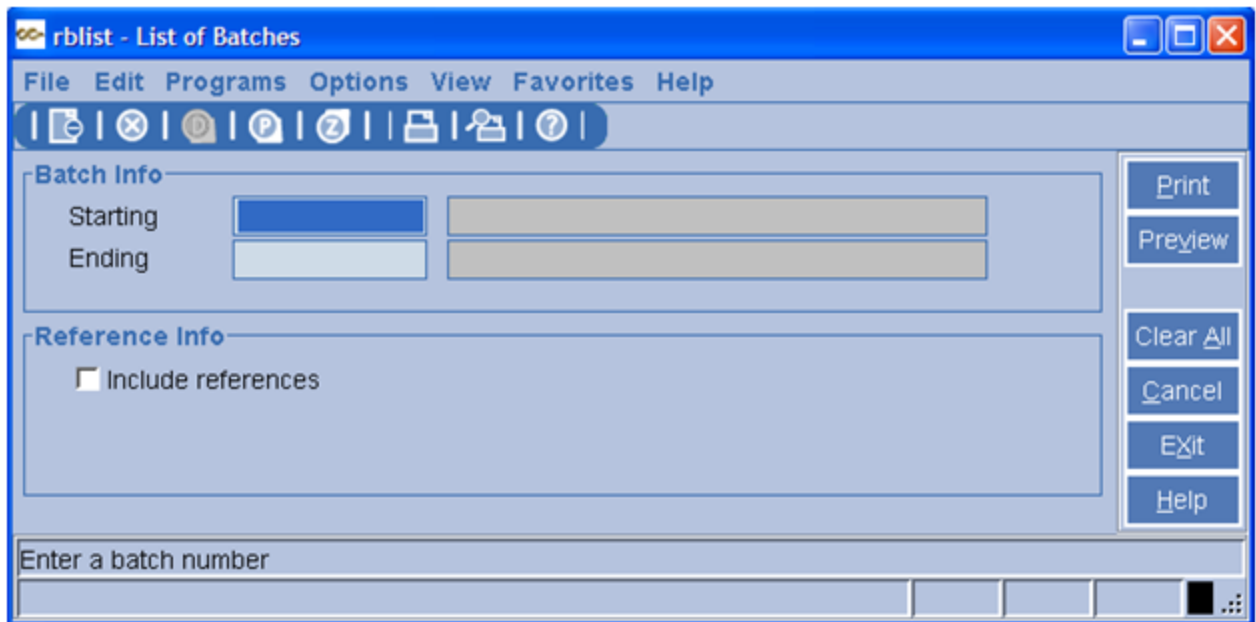 rblist - List of Batches
File Edit Programs Options View Favorites Help
D P Z ?
Batch Info
Starting
Ending
Reference Info
Include references
Print
Preview
Clear All
Cancel
EXit
Help
Enter a batch number